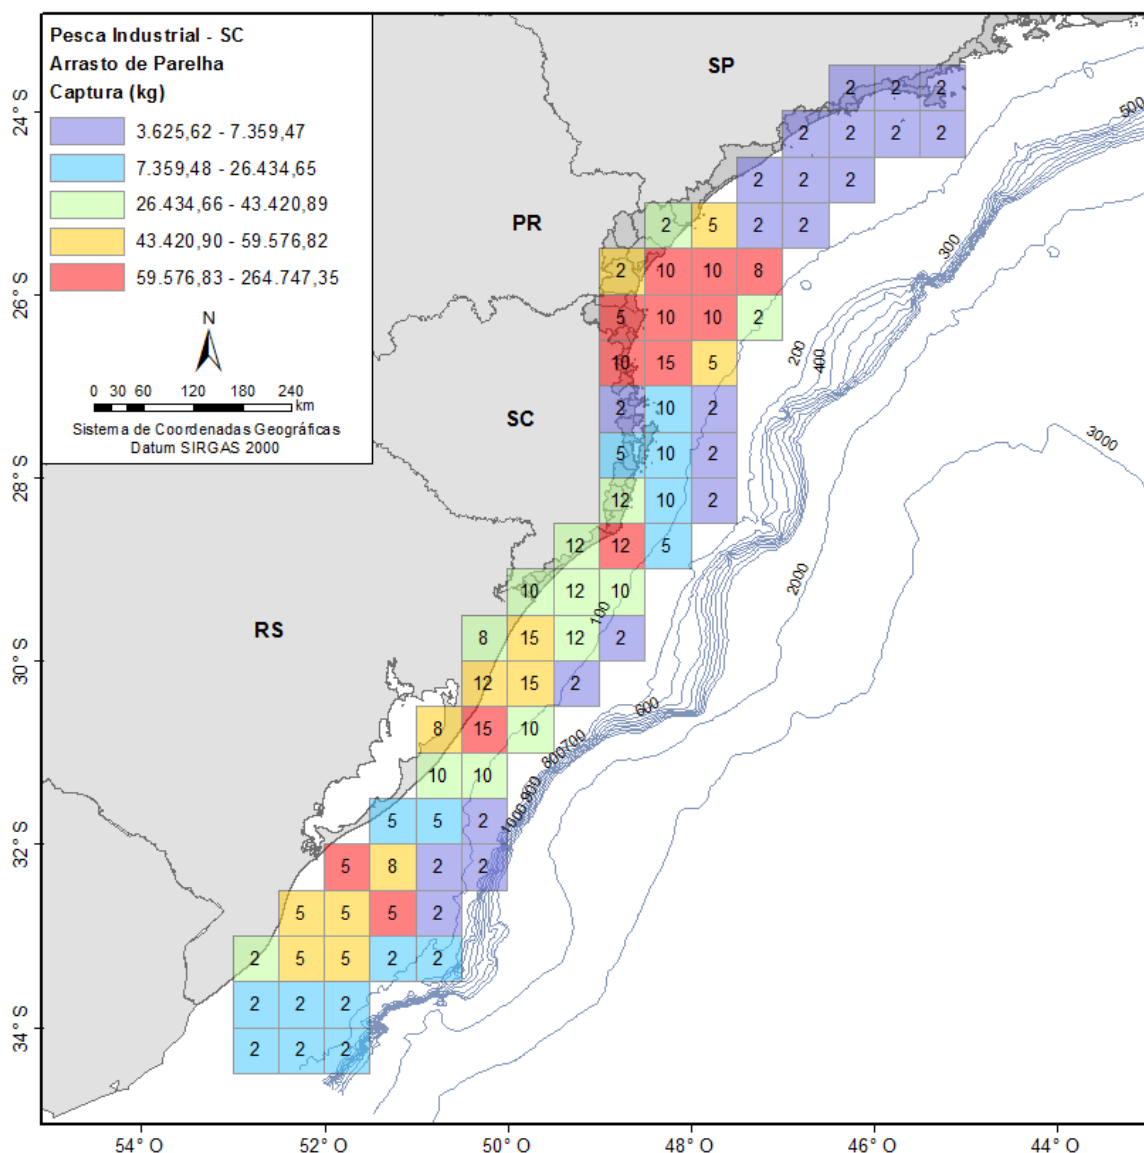 Pesca Industrial - SC
Arrasto de Parelha
Captura (kg)
3.625,62 - 7.359,47
7.359,48 - 26.434,65
26.434,66 - 43.420,89
43.420,90 - 59.576,82
59.576,83 - 264.747,35
N
0 30 60 120 180 240
km
Sistema de Coordenadas Geográficas
Datum SIRGAS 2000
SP
PR
SC
RS
24° S
26° S
28° S
30° S
32° S
34° S
54° O
52° O
50° O
48° O
46° O
44° O
2 2 2
2 2 2 2
2 2 2
2 5 2 2
2 10 10 8
5 10 10 2
10 15 5
2 10 2
5 10 2
12 10 2
12 12 5
10 12 10
8 15 12 2
12 15 2
8 15 10
10 10
5 5 2
5 8 2 2
5 5 5 2
2 5 5 2 2
2 2 2
2 2 2
500
300
200
400
3000
2000
100
600
700
800
900
1000